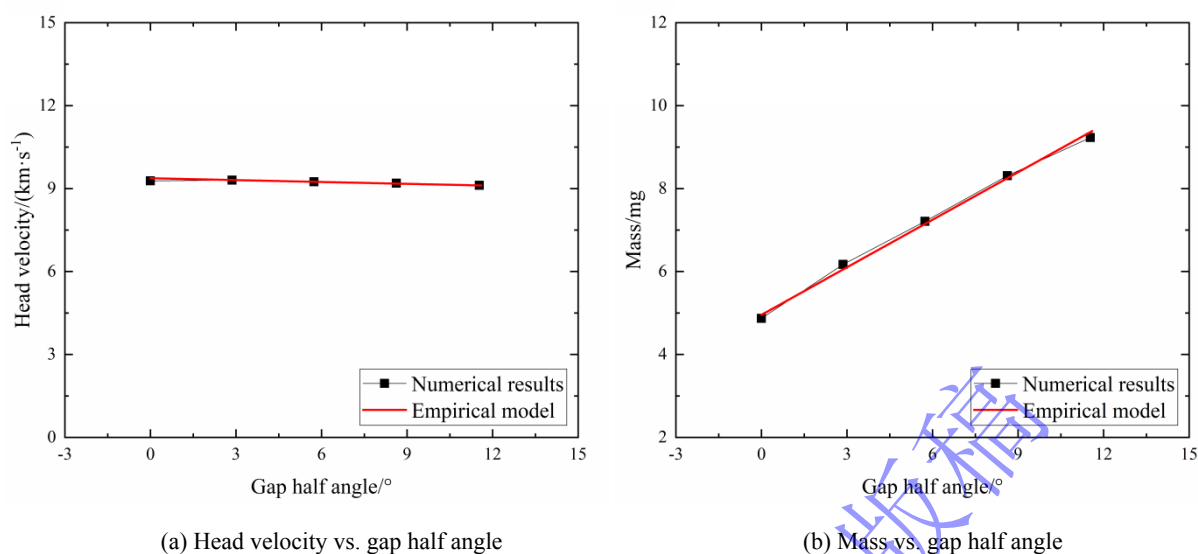 15
12
9
6
3
0
Head velocity/(km·s⁻¹)
Numerical results
Empirical model
-3 0 3 6 9 12 15
Gap half angle/°
(a) Head velocity vs. gap half angle
12
10
8
6
4
2
Mass/mg
Numerical results
Empirical model
-3 0 3 6 9 12 15
Gap half angle/°
(b) Mass vs. gap half angle
版稿